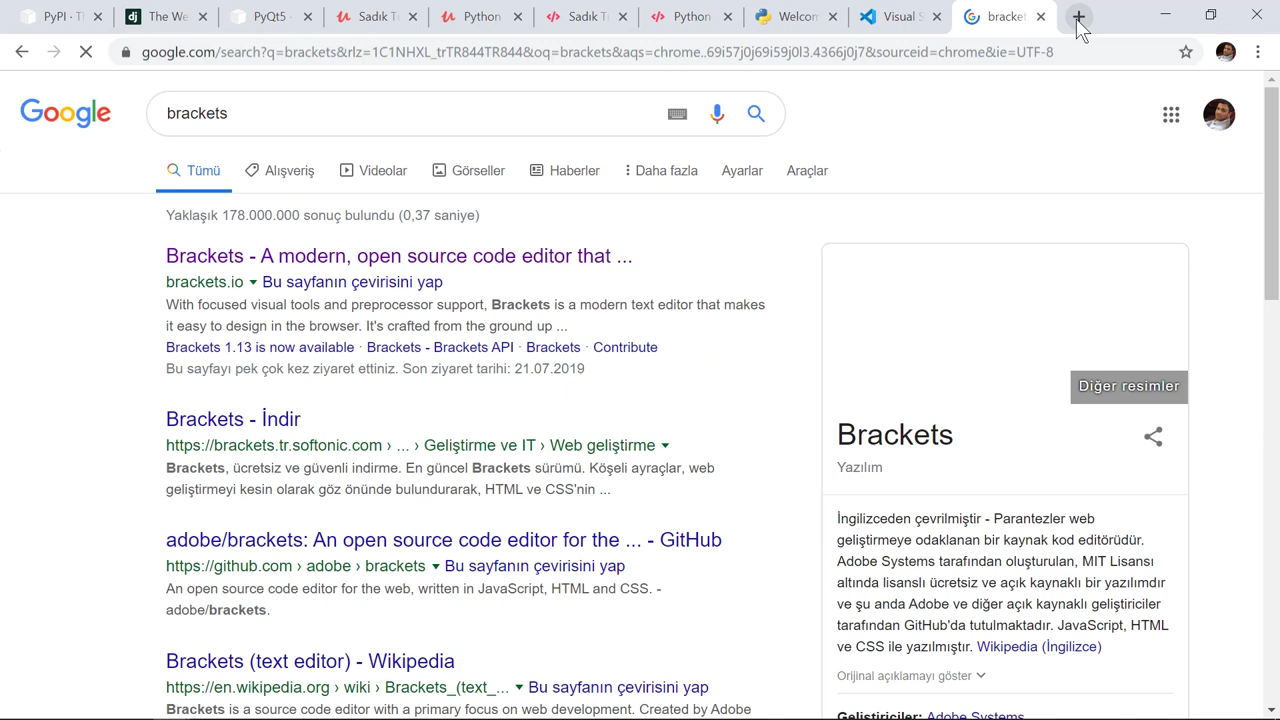 PyPI · Th
The We
PyQt5 ·
Sadık Tu
Python
Sadık T
Python
Welcom
Visual S
bracket
google.com/search?q=brackets&rlz=1C1NHXL_trTR844TR844&oq=brackets&aqs=chrome..69i57j0j69i59j0l3.4366j0j7&sourceid=chrome&ie=UTF-8
Google
brackets
Tümü
Alışveriş
Videolar
Görseller
Haberler
Daha fazla
Ayarlar
Araçlar
Yaklaşık 178.000.000 sonuç bulundu (0,37 saniye)
Brackets - A modern, open source code editor that ...
brackets.io Bu sayfanın çevirisini yap
With focused visual tools and preprocessor support, Brackets is a modern text editor that makes
it easy to design in the browser. It's crafted from the ground up ...
Brackets 1.13 is now available · Brackets - Brackets API · Brackets · Contribute
Bu sayfayı pek çok kez ziyaret ettiniz. Son ziyaret tarihi: 21.07.2019
Brackets - İndir
https://brackets.tr.softonic.com › ... › Geliştirme ve IT › Web geliştirme
Brackets, ücretsiz ve güvenli indirme. En güncel Brackets sürümü. Köşeli ayraçlar, web
geliştirmeyi kesin olarak göz önünde bulundurarak, HTML ve CSS'nin ...
adobe/brackets: An open source code editor for the ... - GitHub
https://github.com › adobe › brackets Bu sayfanın çevirisini yap
An open source code editor for the web, written in JavaScript, HTML and CSS. -
adobe/brackets.
Brackets (text editor) - Wikipedia
https://en.wikipedia.org › wiki › Brackets_(text_... Bu sayfanın çevirisini yap
Brackets is a source code editor with a primary focus on web development. Created by Adobe
Diğer resimler
Brackets
Yazılım
İngilizceden çevrilmiştir - Parantezler web
geliştirmeye odaklanan bir kaynak kod editörüdür.
Adobe Systems tarafından oluşturulan, MIT Lisansı
altında lisanslı ücretsiz ve açık kaynaklı bir yazılımdır
ve şu anda Adobe ve diğer açık kaynaklı geliştiriciler
tarafından GitHub'da tutulmaktadır. JavaScript, HTML
ve CSS ile yazılmıştır. Wikipedia (İngilizce)
Orijinal açıklamayı göster
Geliştiriciler: Adobe Systems